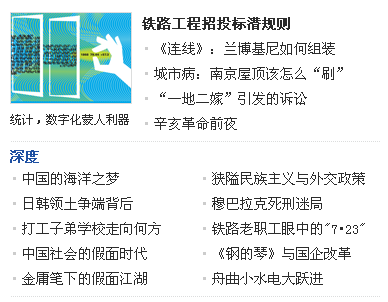 铁路工程招投标潜规则
《连线》：兰博基尼如何组装
城市病：南京屋顶该怎么“刷”
“一地二嫁”引发的诉讼
辛亥革命前夜
统计，数字化蒙人利器
深度
中国的海洋之梦
狭隘民族主义与外交政策
日韩领土争端背后
穆巴拉克死刑迷局
打工子弟学校走向何方
铁路老职工眼中的"7·23"
中国社会的假面时代
《钢的琴》与国企改革
金庸笔下的假面江湖
舟曲小水电大跃进